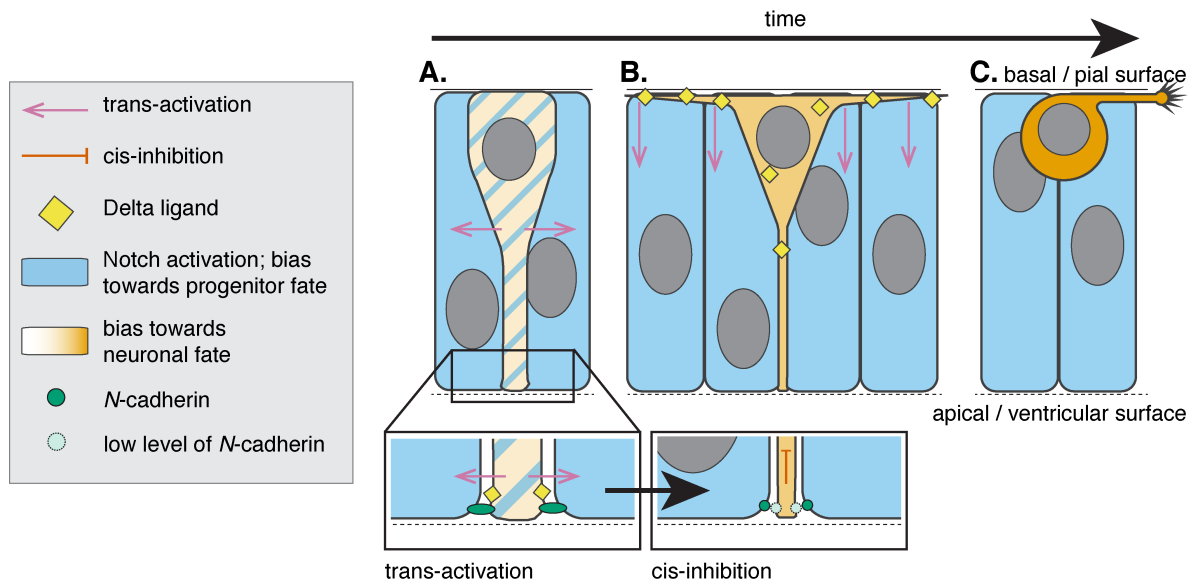 time
A.
B.
C.
basal / pial surface
trans-activation
cis-inhibition
Delta ligand
Notch activation; bias
towards progenitor fate
bias towards
neuronal fate
N-cadherin
low level of N-cadherin
apical / ventricular surface
trans-activation
cis-inhibition